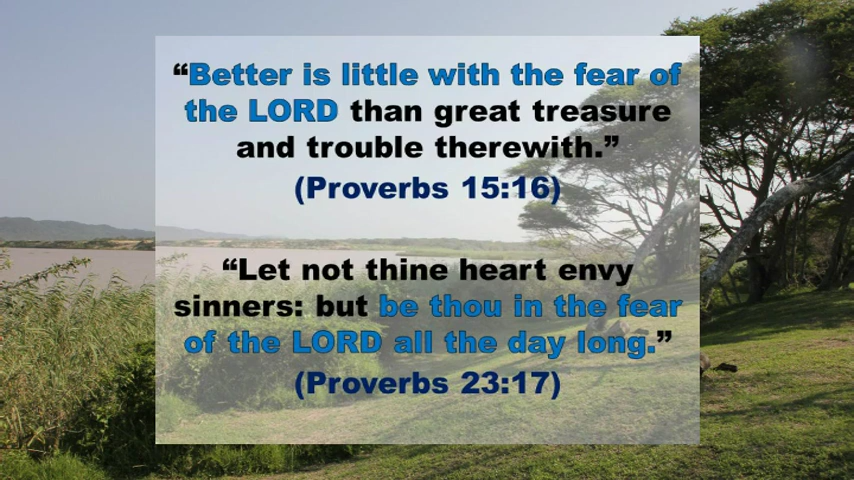 “Better is little with the fear of
the LORD than great treasure
and trouble therewith.”
(Proverbs 15:16)
“Let not thine heart envy
sinners: but be thou in the fear
of the LORD all the day long.”
(Proverbs 23:17)